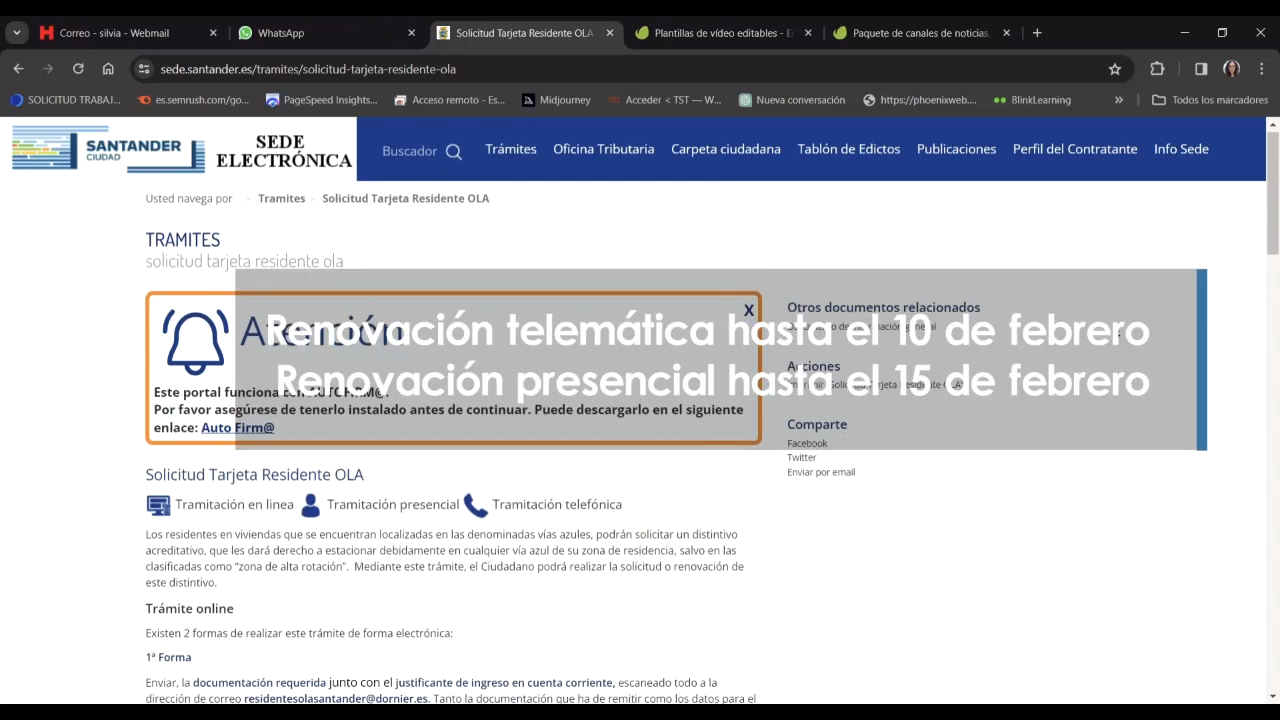 Correo - silvia - Webmail
WhatsApp
Solicitud Tarjeta Residente OLA
Plantillas de vídeo editables - E
Paquete de canales de noticias.
sede.santander.es/tramites/solicitud-tarjeta-residente-ola
SOLICITUD TRABAJ...
es.semrush.com/go...
PageSpeed Insights...
Acceso remoto - Es...
Midjourney
Acceder < TST — W...
Nueva conversación
https://phoenixweb....
BlinkLearning
Todos los marcadores
SANTANDER
CIUDAD
SEDE
ELECTRÓNICA
Buscador
Trámites
Oficina Tributaria
Carpeta ciudadana
Tablón de Edictos
Publicaciones
Perfil del Contratante
Info Sede
Usted navega por > Tramites > Solicitud Tarjeta Residente OLA
TRAMITES
solicitud tarjeta residente ola
X
Atención
Renovación telemática hasta el 10 de febrero
Renovación presencial hasta el 15 de febrero
Este portal funciona con AUTOFIRM@.
Por favor asegúrese de tenerlo instalado antes de continuar. Puede descargarlo en el siguiente
enlace: Auto Firm@
Otros documentos relacionados
Documento de información general
Acciones
Imprimir 'Solicitud Tarjeta Residente OLA'
Comparte
Facebook
Twitter
Enviar por email
Solicitud Tarjeta Residente OLA
Tramitación en linea
Tramitación presencial
Tramitación telefónica
Los residentes en viviendas que se encuentran localizadas en las denominadas vías azules, podrán solicitar un distintivo
acreditativo, que les dará derecho a estacionar debidamente en cualquier vía azul de su zona de residencia, salvo en las
clasificadas como “zona de alta rotación”. Mediante este trámite, el Ciudadano podrá realizar la solicitud o renovación de
este distintivo.
Trámite online
Existen 2 formas de realizar este trámite de forma electrónica:
1ª Forma
Enviar, la documentación requerida junto con el justificante de ingreso en cuenta corriente, escaneado todo a la
dirección de correo residentesolasantander@dornier.es. Tanto la documentación que ha de remitir como los datos para el